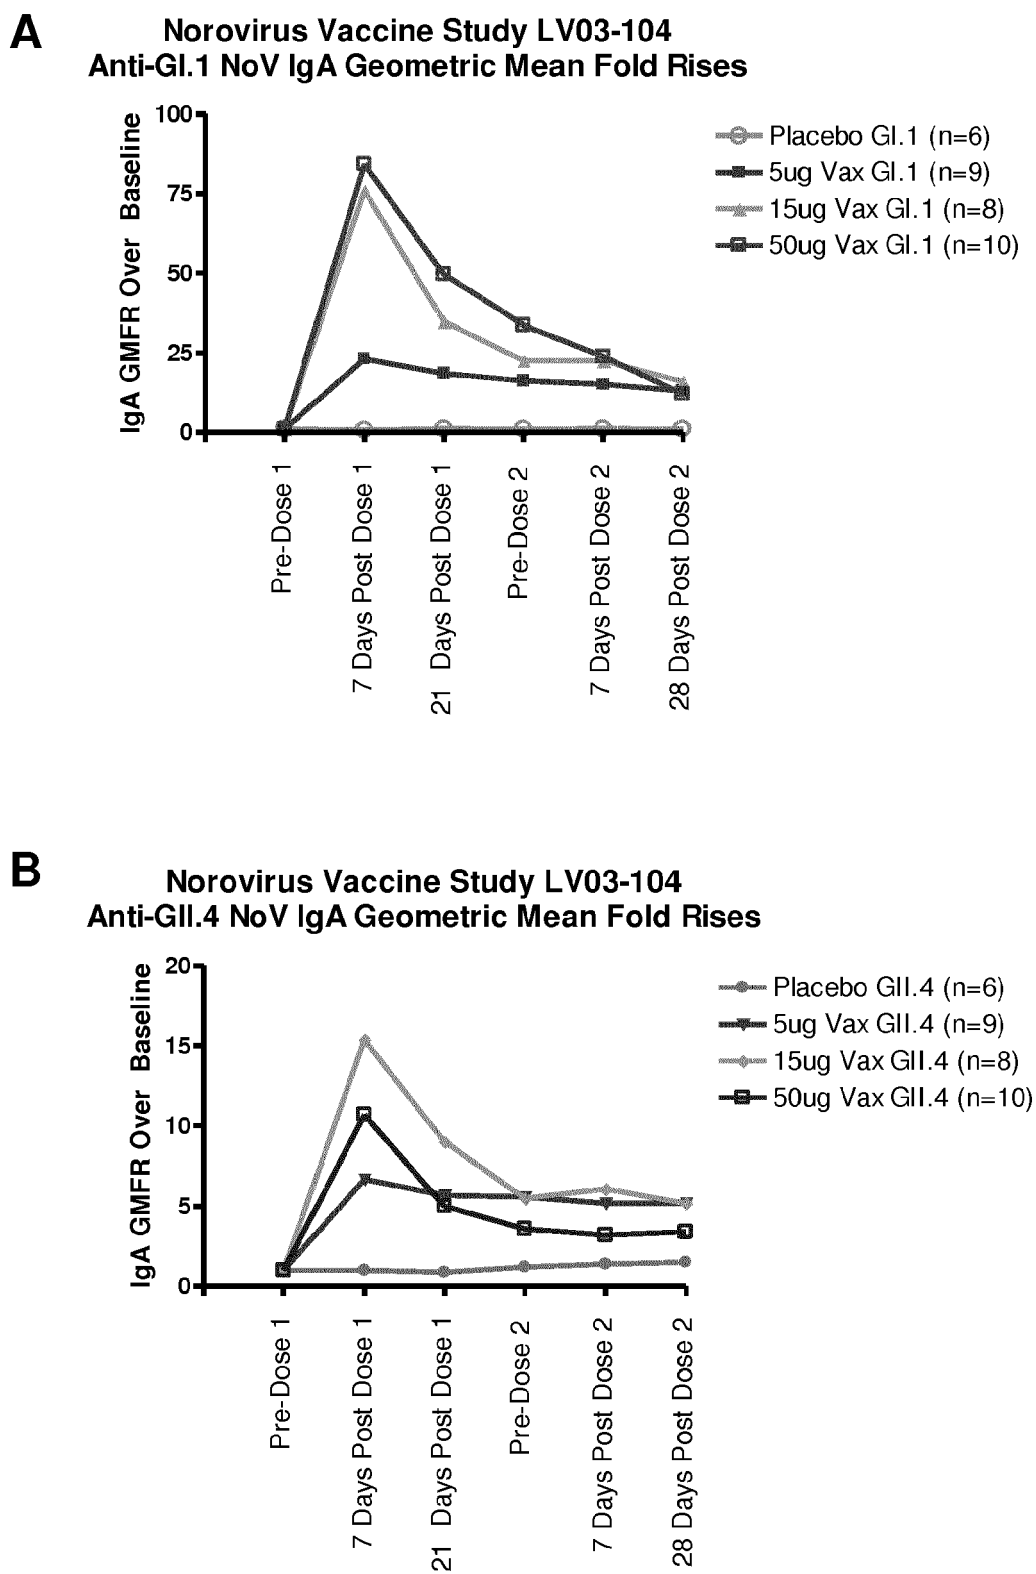 A
Norovirus Vaccine Study LV03-104
Anti-GI.1 NoV IgA Geometric Mean Fold Rises
IgA GMFR Over Baseline
100
75
50
25
0
Placebo GI.1 (n=6)
5ug Vax GI.1 (n=9)
15ug Vax GI.1 (n=8)
50ug Vax GI.1 (n=10)
Pre-Dose 1
7 Days Post Dose 1
21 Days Post Dose 1
Pre-Dose 2
7 Days Post Dose 2
28 Days Post Dose 2
B
Norovirus Vaccine Study LV03-104
Anti-GII.4 NoV IgA Geometric Mean Fold Rises
IgA GMFR Over Baseline
20
15
10
5
0
Placebo GII.4 (n=6)
5ug Vax GII.4 (n=9)
15ug Vax GII.4 (n=8)
50ug Vax GII.4 (n=10)
Pre-Dose 1
7 Days Post Dose 1
21 Days Post Dose 1
Pre-Dose 2
7 Days Post Dose 2
28 Days Post Dose 2